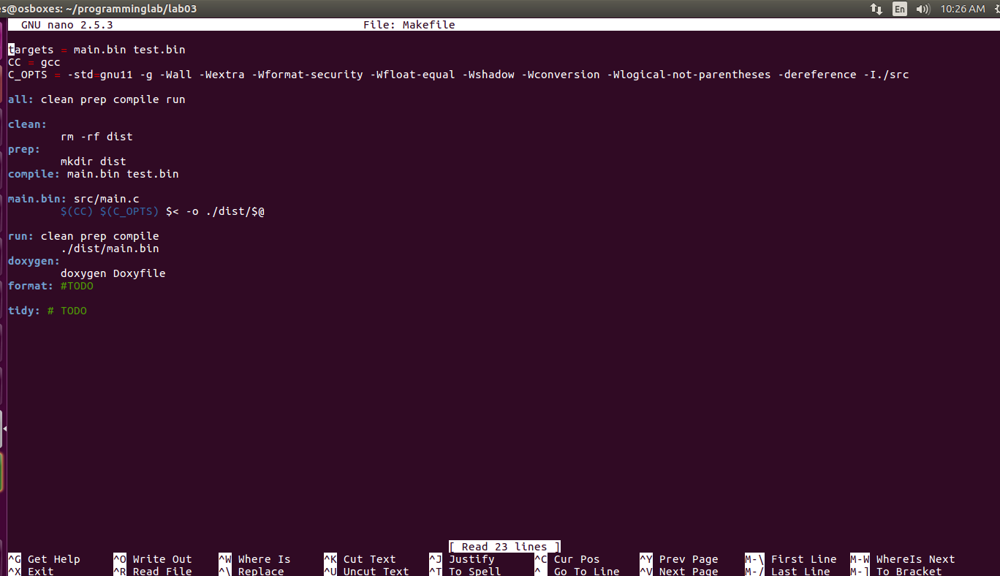 es@osboxes: ~/programminglab/lab03 En 10:26 AM
GNU nano 2.5.3 File: Makefile
targets = main.bin test.bin
CC = gcc
C_OPTS = -std=gnu11 -g -Wall -Wextra -Wformat-security -Wfloat-equal -Wshadow -Wconversion -Wlogical-not-parentheses -dereference -I./src
all: clean prep compile run
clean:
rm -rf dist
prep:
mkdir dist
compile: main.bin test.bin
main.bin: src/main.c
$(CC) $(C_OPTS) $< -o ./dist/$@
run: clean prep compile
./dist/main.bin
doxygen:
doxygen Doxyfile
format: #TODO
tidy: # TODO
[ Read 23 lines ]
^G Get Help ^O Write Out ^W Where Is ^K Cut Text ^J Justify ^C Cur Pos ^Y Prev Page M-\ First Line M-W WhereIs Next
^X Exit ^R Read File ^\ Replace ^U Uncut Text ^T To Spell ^_ Go To Line ^V Next Page M-/ Last Line M-] To Bracket